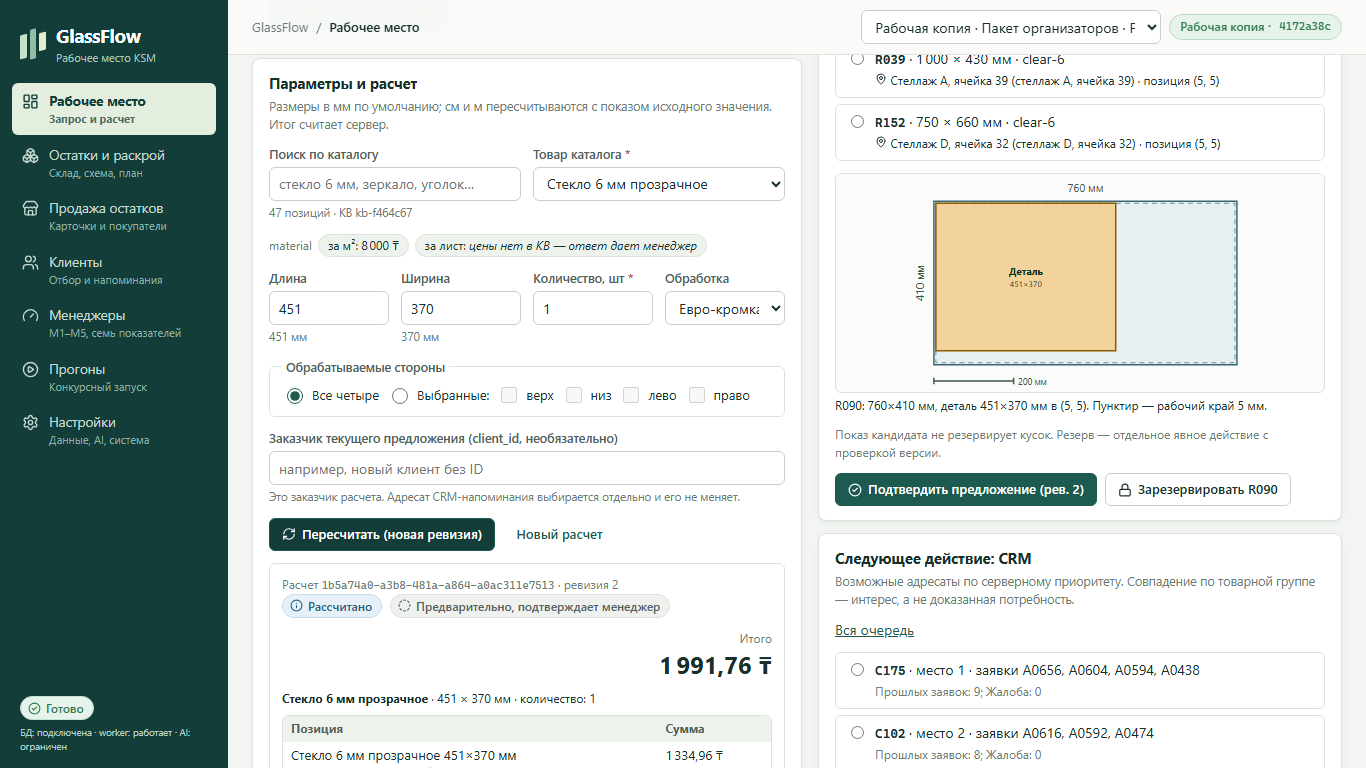 GlassFlow
Рабочее место KSM
Рабочее место
Запрос и расчет
Остатки и раскрой
Склад, схема, план
Продажа остатков
Карточки и покупатели
Клиенты
Отбор и напоминания
Менеджеры
M1–M5, семь показателей
Прогоны
Конкурсный запуск
Настройки
Данные, AI, система
Готово
БД: подключена · worker: работает · AI:
ограничен
GlassFlow / Рабочее место
Рабочая копия · Пакет организаторов · F
Рабочая копия · 4172a38c
Параметры и расчет
Размеры в мм по умолчанию; см и м пересчитываются с показом исходного значения.
Итог считает сервер.
Поиск по каталогу
Товар каталога *
стекло 6 мм, зеркало, уголок...
Стекло 6 мм прозрачное
47 позиций · KB kb-f464c67
material
за м²: 8 000 ₸
за лист: цены нет в KB — ответ дает менеджер
Длина
Ширина
Количество, шт *
Обработка
451
370
1
Евро-кромка
451 мм
370 мм
Обрабатываемые стороны
Все четыре
Выбранные:
верх
низ
лево
право
Заказчик текущего предложения (client_id, необязательно)
например, новый клиент без ID
Это заказчик расчета. Адресат CRM-напоминания выбирается отдельно и его не меняет.
Пересчитать (новая ревизия)
Новый расчет
Расчет 1b5a74a0-a3b8-481a-a864-a0ac311e7513 · ревизия 2
Рассчитано
Предварительно, подтверждает менеджер
Итого
1 991,76 ₸
Стекло 6 мм прозрачное · 451 × 370 мм · количество: 1
Позиция
Сумма
Стекло 6 мм прозрачное 451×370 мм
1 334,96 ₸
R039 · 1 000 × 430 мм · clear-6
Стеллаж A, ячейка 39 (стеллаж A, ячейка 39) · позиция (5, 5)
R152 · 750 × 660 мм · clear-6
Стеллаж D, ячейка 32 (стеллаж D, ячейка 32) · позиция (5, 5)
760 мм
410 мм
Деталь
451×370
200 мм
R090: 760×410 мм, деталь 451×370 мм в (5, 5). Пунктир — рабочий край 5 мм.
Показ кандидата не резервирует кусок. Резерв — отдельное явное действие с
проверкой версии.
Подтвердить предложение (рев. 2)
Зарезервировать R090
Следующее действие: CRM
Возможные адресаты по серверному приоритету. Совпадение по товарной группе
— интерес, а не доказанная потребность.
Вся очередь
C175 · место 1 · заявки A0656, A0604, A0594, A0438
Прошлых заявок: 9; Жалоба: 0
C102 · место 2 · заявки A0616, A0592, A0474
Прошлых заявок: 8; Жалоба: 0